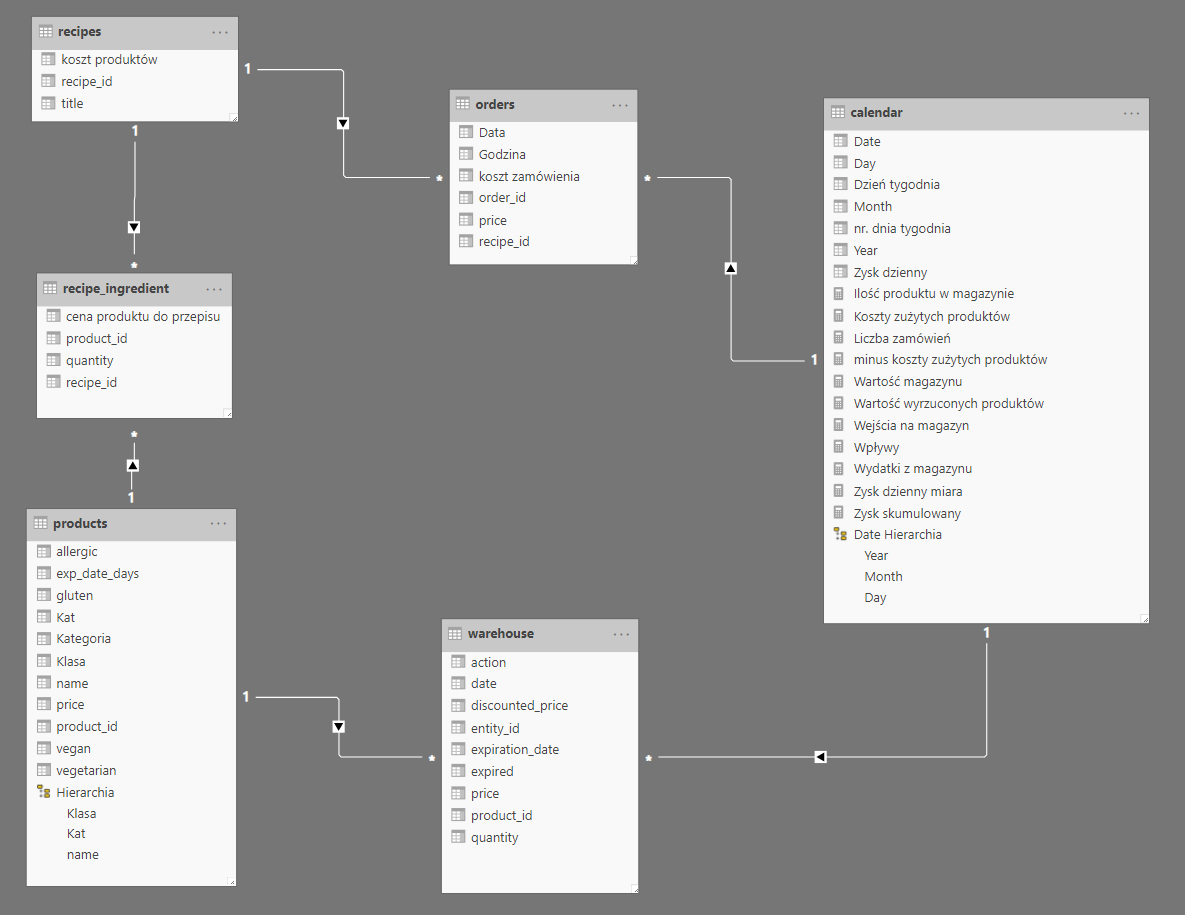 recipes
koszt produktów
recipe_id
title
1
*
1
*
orders
Data
Godzina
koszt zamówienia
order_id
price
recipe_id
*
1
calendar
Date
Day
Dzień tygodnia
Month
nr. dnia tygodnia
Year
Zysk dzienny
Ilość produktu w magazynie
Koszty zużytych produktów
Liczba zamówień
minus koszty zużytych produktów
Wartość magazynu
Wartość wyrzuconych produktów
Wejścia na magazyn
Wpływy
Wydatki z magazynu
Zysk dzienny miara
Zysk skumulowany
Date Hierarchia
Year
Month
Day
1
recipe_ingredient
cena produktu do przepisu
product_id
quantity
recipe_id
*
1
products
allergic
exp_date_days
gluten
Kat
Kategoria
Klasa
name
price
product_id
vegan
vegetarian
Hierarchia
Klasa
Kat
name
1
*
warehouse
action
date
discounted_price
entity_id
expiration_date
expired
price
product_id
quantity
*